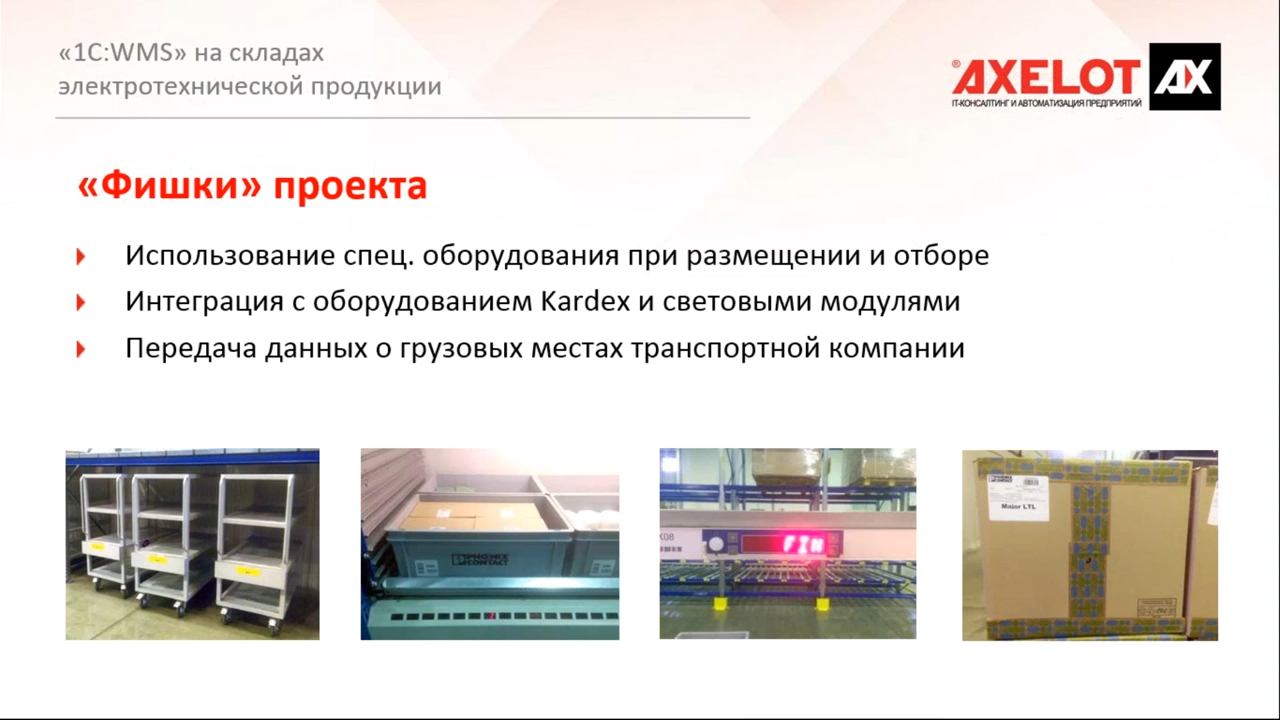 «1С:WMS» на складах
электротехнической продукции
®AXELOT AX
IT-КОНСАЛТИНГ И АВТОМАТИЗАЦИЯ ПРЕДПРИЯТИЙ
«Фишки» проекта
Использование спец. оборудования при размещении и отборе
Интеграция с оборудованием Kardex и световыми модулями
Передача данных о грузовых местах транспортной компании
PHOENIX
CONTACT
X08
FIN
Major LTL